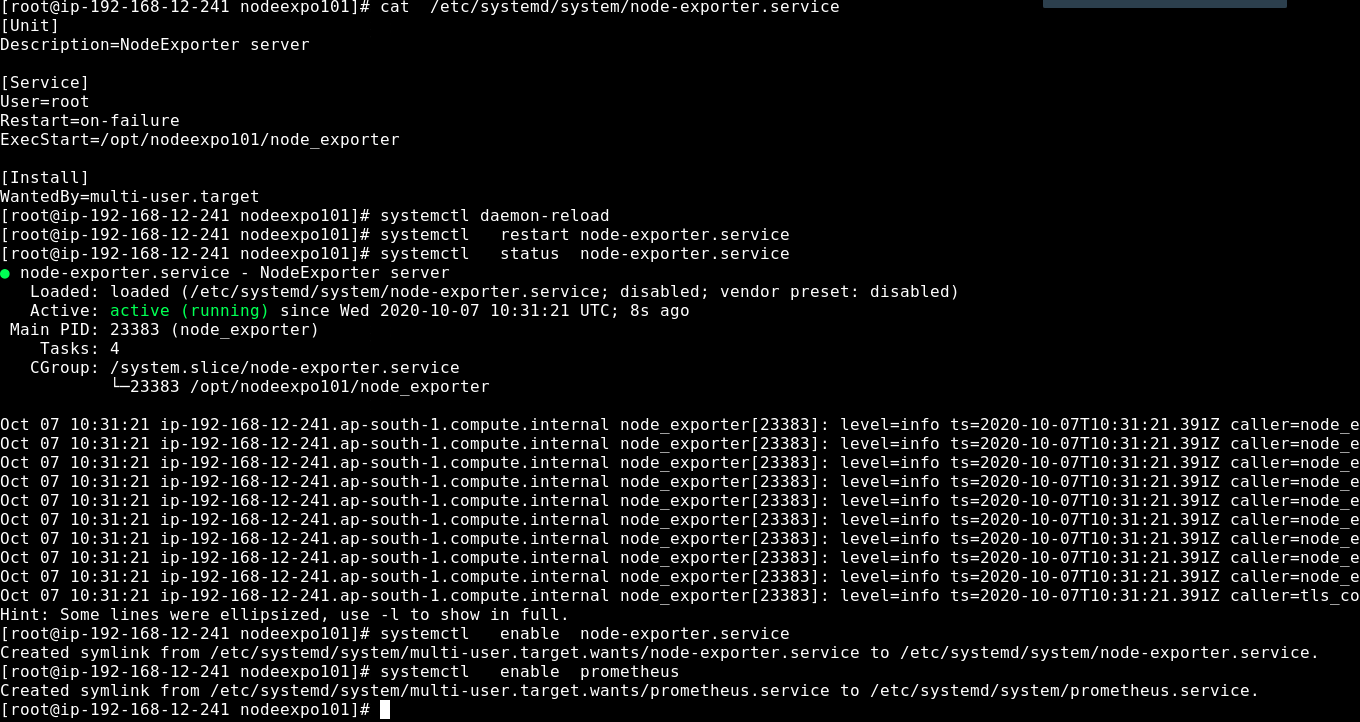 [root@ip-192-168-12-241 nodeexpo101]# cat  /etc/systemd/system/node-exporter.service
[Unit]
Description=NodeExporter server

[Service]
User=root
Restart=on-failure
ExecStart=/opt/nodeexpo101/node_exporter

[Install]
WantedBy=multi-user.target
[root@ip-192-168-12-241 nodeexpo101]# systemctl daemon-reload
[root@ip-192-168-12-241 nodeexpo101]# systemctl   restart node-exporter.service
[root@ip-192-168-12-241 nodeexpo101]# systemctl   status  node-exporter.service
● node-exporter.service - NodeExporter server
   Loaded: loaded (/etc/systemd/system/node-exporter.service; disabled; vendor preset: disabled)
   Active: active (running) since Wed 2020-10-07 10:31:21 UTC; 8s ago
 Main PID: 23383 (node_exporter)
    Tasks: 4
   CGroup: /system.slice/node-exporter.service
           └─23383 /opt/nodeexpo101/node_exporter

Oct 07 10:31:21 ip-192-168-12-241.ap-south-1.compute.internal node_exporter[23383]: level=info ts=2020-10-07T10:31:21.391Z caller=node_e
Oct 07 10:31:21 ip-192-168-12-241.ap-south-1.compute.internal node_exporter[23383]: level=info ts=2020-10-07T10:31:21.391Z caller=node_e
Oct 07 10:31:21 ip-192-168-12-241.ap-south-1.compute.internal node_exporter[23383]: level=info ts=2020-10-07T10:31:21.391Z caller=node_e
Oct 07 10:31:21 ip-192-168-12-241.ap-south-1.compute.internal node_exporter[23383]: level=info ts=2020-10-07T10:31:21.391Z caller=node_e
Oct 07 10:31:21 ip-192-168-12-241.ap-south-1.compute.internal node_exporter[23383]: level=info ts=2020-10-07T10:31:21.391Z caller=node_e
Oct 07 10:31:21 ip-192-168-12-241.ap-south-1.compute.internal node_exporter[23383]: level=info ts=2020-10-07T10:31:21.391Z caller=node_e
Oct 07 10:31:21 ip-192-168-12-241.ap-south-1.compute.internal node_exporter[23383]: level=info ts=2020-10-07T10:31:21.391Z caller=node_e
Oct 07 10:31:21 ip-192-168-12-241.ap-south-1.compute.internal node_exporter[23383]: level=info ts=2020-10-07T10:31:21.391Z caller=node_e
Oct 07 10:31:21 ip-192-168-12-241.ap-south-1.compute.internal node_exporter[23383]: level=info ts=2020-10-07T10:31:21.391Z caller=node_e
Oct 07 10:31:21 ip-192-168-12-241.ap-south-1.compute.internal node_exporter[23383]: level=info ts=2020-10-07T10:31:21.391Z caller=tls_co
Hint: Some lines were ellipsized, use -l to show in full.
[root@ip-192-168-12-241 nodeexpo101]# systemctl   enable  node-exporter.service
Created symlink from /etc/systemd/system/multi-user.target.wants/node-exporter.service to /etc/systemd/system/node-exporter.service.
[root@ip-192-168-12-241 nodeexpo101]# systemctl   enable  prometheus
Created symlink from /etc/systemd/system/multi-user.target.wants/prometheus.service to /etc/systemd/system/prometheus.service.
[root@ip-192-168-12-241 nodeexpo101]#